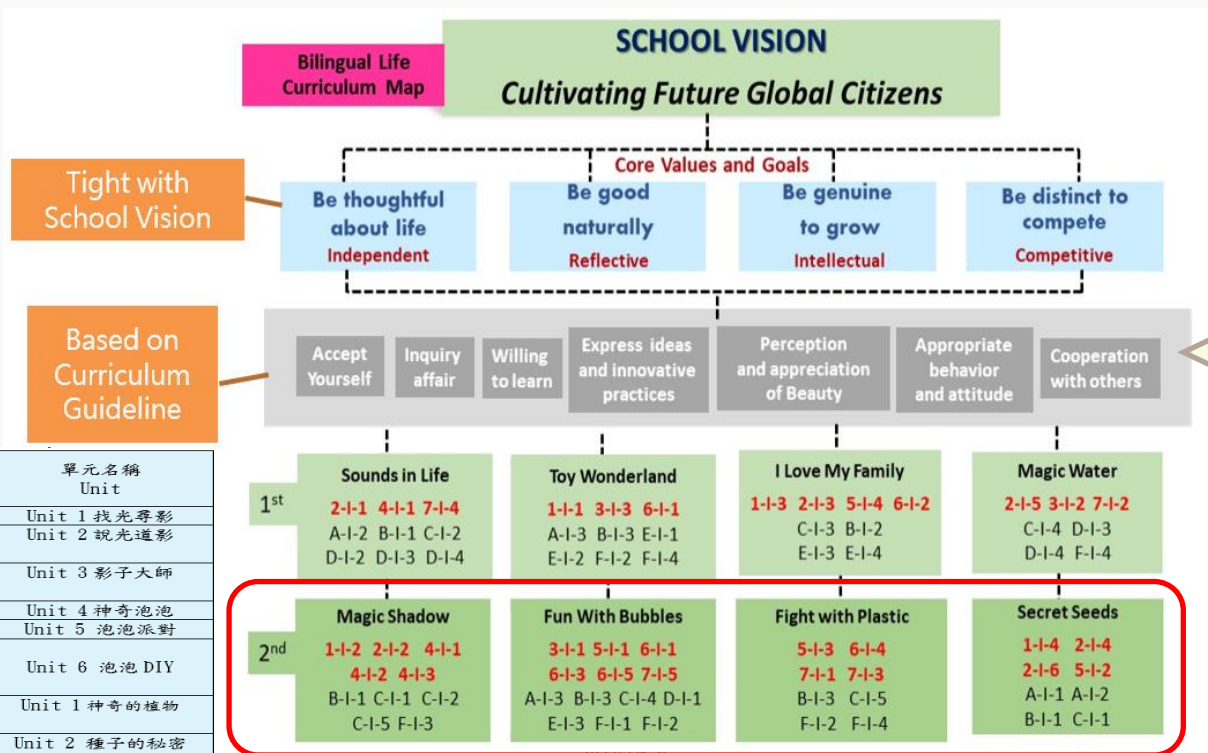 Bilingual Life
Curriculum Map
SCHOOL VISION
Cultivating Future Global Citizens
Core Values and Goals
Tight with
School Vision
Be thoughtful
about life
Independent
Be good
naturally
Reflective
Be genuine
to grow
Intellectual
Be distinct to
compete
Competitive
Based on
Curriculum
Guideline
Accept
Yourself
Inquiry
affair
Willing
to learn
Express ideas
and innovative
practices
Perception
and appreciation
of Beauty
Appropriate
behavior
and attitude
Cooperation
with others
單元名稱
Unit
Unit 1 找光尋影
Unit 2 說光道影
Unit 3 影子大師
Unit 4 神奇泡泡
Unit 5 泡泡派對
Unit 6 泡泡 DIY
Unit 1 神奇的植物
Unit 2 種子的秘密
1st
Sounds in Life
2-I-1 4-I-1 7-I-4
A-I-2 B-I-1 C-I-2
D-I-2 D-I-3 D-I-4
Toy Wonderland
1-I-1 3-I-3 6-I-1
A-I-3 B-I-3 E-I-1
E-I-2 F-I-2 F-I-4
I Love My Family
1-I-3 2-I-3 5-I-4 6-I-2
C-I-3 B-I-2
E-I-3 E-I-4
Magic Water
2-I-5 3-I-2 7-I-2
C-I-4 D-I-3
D-I-4 F-I-4
2nd
Magic Shadow
1-I-2 2-I-2 4-I-1
4-I-2 4-I-3
B-I-1 C-I-1 C-I-2
C-I-5 F-I-3
Fun With Bubbles
3-I-1 5-I-1 6-I-1
6-I-3 6-I-5 7-I-5
A-I-3 B-I-3 C-I-4 D-I-1
E-I-3 F-I-1 F-I-2
Fight with Plastic
5-I-3 6-I-4
7-I-1 7-I-3
B-I-3 C-I-5
F-I-2 F-I-4
Secret Seeds
1-I-4 2-I-4
2-I-6 5-I-2
A-I-1 A-I-2
B-I-1 C-I-1